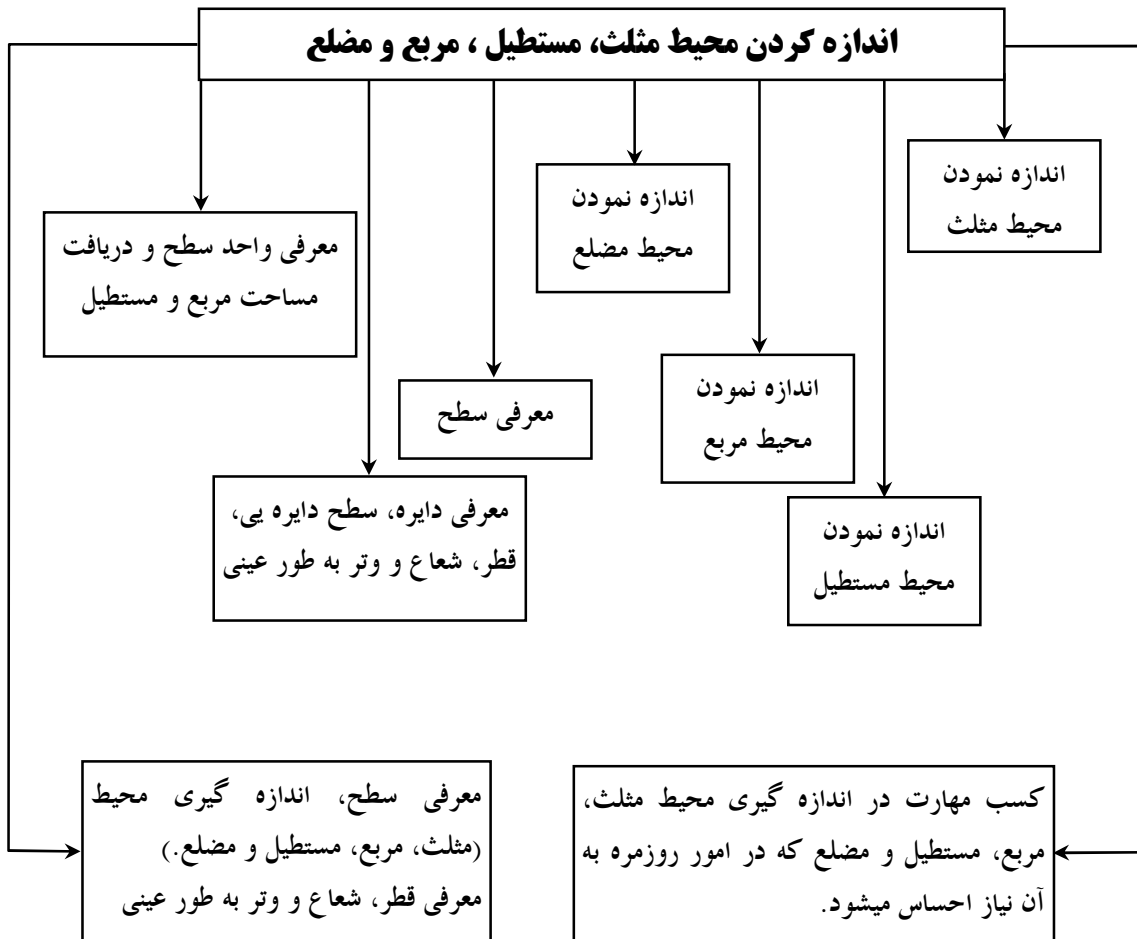 اندازه کردن محیط مثلث، مستطیل ، مربع و مضلع
اندازه نمودن
محیط مثلث
اندازه نمودن
محیط مضلع
معرفی واحد سطح و دریافت
مساحت مربع و مستطیل
اندازه نمودن
محیط مربع
معرفی سطح
معرفی دایره، سطح دایره یی،
قطر، شعاع و وتر به طور عینی
اندازه نمودن
محیط مستطیل
کسب مهارت در اندازه گیری محیط مثلث،
مربع، مستطیل و مضلع که در امور روزمره به
آن نیاز احساس میشود.
معرفی سطح، اندازه گیری محیط
(مثلث، مربع، مستطیل و مضلع.)
معرفی قطر، شعاع و وتر به طور عینی